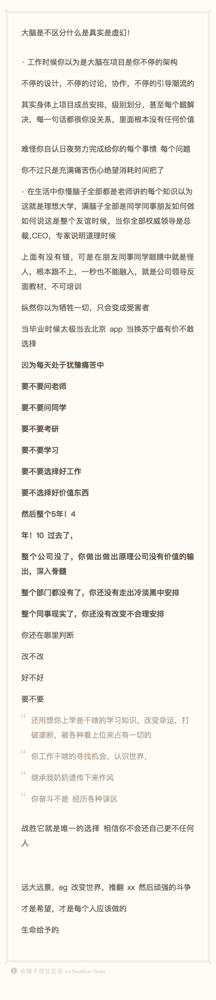 大脑是不区分什么是真实是虚幻！
工作时候你以为是大脑在项目是你不停的架构
不停的设计，不停的讨论，协作，不停的引导潮流的
其实身体上项目成员安排，级别划分，甚至每个题解
决，每一句话都很你没关系，里面根本没有任何价值
难怪你自认日夜努力完成给你的每个事情 每个问题
你不过只是充满痛苦伤心绝望消耗时间把了
在生活中你慢脑子全部都是老师讲的每个知识以为
这就是理想大学，满脑子全部是同学同事朋友如何做
如何说这是整个友谊时候，当你全部权威领导是总
裁,CEO，专家说明道理时候
上面有没有错，可是在朋友同事同学眼睛中就是怪
人，根本跟不上，一秒也不能融入，就是公司领导反
面教材，不可培训
纵然你以为牺牲一切，只会变成受害者
当毕业时候太极当去北京 app 当换苏宁最有价不敢
选择
因为每天处于犹豫痛苦中
要不要问老师
要不要问同学
要不要考研
要不要学习
要不要选择好工作
要不选择好价值东西
然后整个5年！4
年！10 过去了，
整个公司没了，你做出做出原理公司没有价值的输
出，深入骨髓
整个部门都没有了，你还没有走出冷淡黑中安排
整个同事现实了，你还没有改变不合理安排
你还在哪里判断
改不改
好不好
要不要
“ 还用想你上学是干啥的学习知识，改变命运，打
破垄断，被各种看上位来占有一切的
“ 你工作干啥的寻找机会，认识世界，
“ 继承我奶奶遗传下来作风
“ 你奋斗不是 经历各种误区
战胜它就是唯一的选择 相信你不会还自己更不任何
人
远大远景，eg 改变世界，推翻 xx 然后顽强的斗争
才是希望，才是每个人应该做的
生命给予的
T 由锤子便签发送 via Smartisan Notes